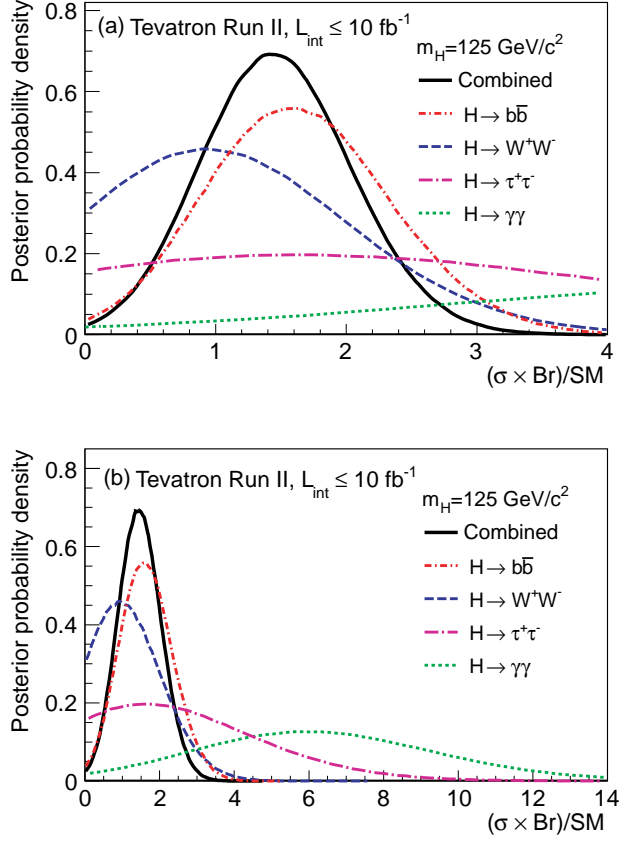 (a) Tevatron Run II, L_int ≤ 10 fb⁻¹
m_H=125 GeV/c²
Combined
H→ bb̅
H→ W⁺W⁻
H→ τ⁺τ⁻
H→ γγ
Posterior probability density
0.8
0.6
0.4
0.2
0
0 1 2 3 4
(σ × Br)/SM
(b) Tevatron Run II, L_int ≤ 10 fb⁻¹
m_H=125 GeV/c²
Combined
H→ bb̅
H→ W⁺W⁻
H→ τ⁺τ⁻
H→ γγ
Posterior probability density
0.8
0.6
0.4
0.2
0
0 2 4 6 8 10 12 14
(σ × Br)/SM